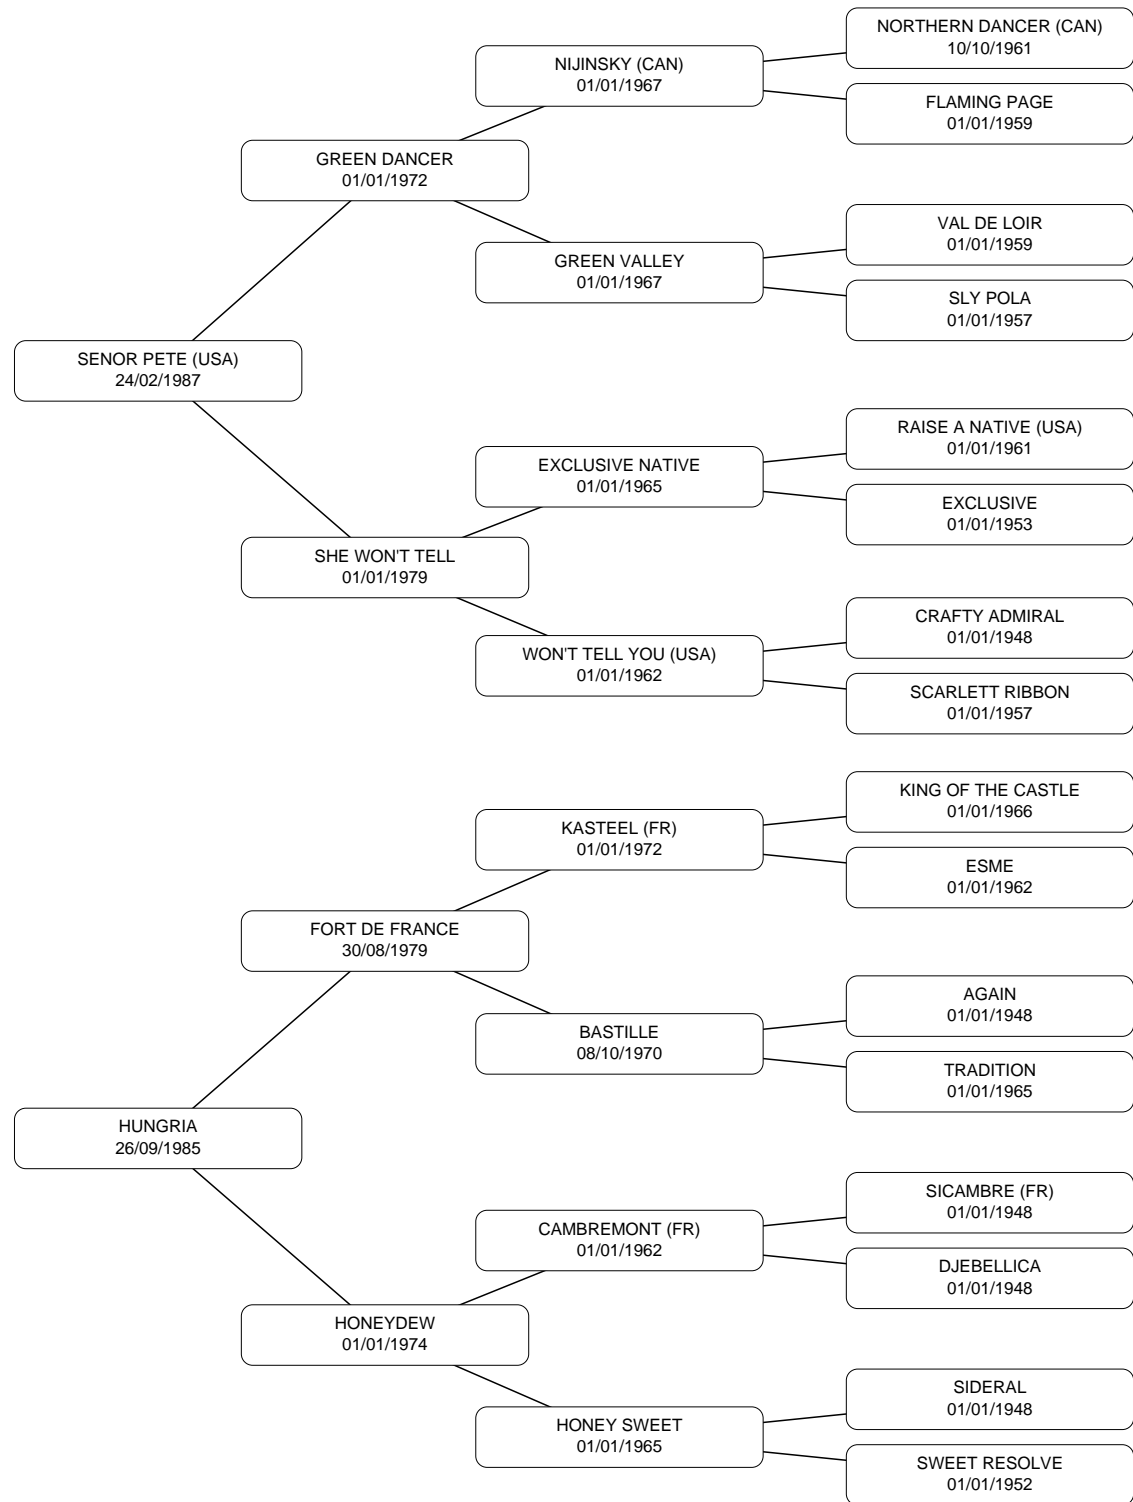 NORTHERN DANCER (CAN)
10/10/1961
NIJINSKY (CAN)
01/01/1967
FLAMING PAGE
01/01/1959
GREEN DANCER
01/01/1972
VAL DE LOIR
01/01/1959
GREEN VALLEY
01/01/1967
SLY POLA
01/01/1957
SENOR PETE (USA)
24/02/1987
RAISE A NATIVE (USA)
01/01/1961
EXCLUSIVE NATIVE
01/01/1965
EXCLUSIVE
01/01/1953
SHE WON'T TELL
01/01/1979
CRAFTY ADMIRAL
01/01/1948
WON'T TELL YOU (USA)
01/01/1962
SCARLETT RIBBON
01/01/1957
KING OF THE CASTLE
01/01/1966
KASTEEL (FR)
01/01/1972
ESME
01/01/1962
FORT DE FRANCE
30/08/1979
AGAIN
01/01/1948
BASTILLE
08/10/1970
TRADITION
01/01/1965
HUNGRIA
26/09/1985
SICAMBRE (FR)
01/01/1948
CAMBREMONT (FR)
01/01/1962
DJEBELLICA
01/01/1948
HONEYDEW
01/01/1974
SIDERAL
01/01/1948
HONEY SWEET
01/01/1965
SWEET RESOLVE
01/01/1952